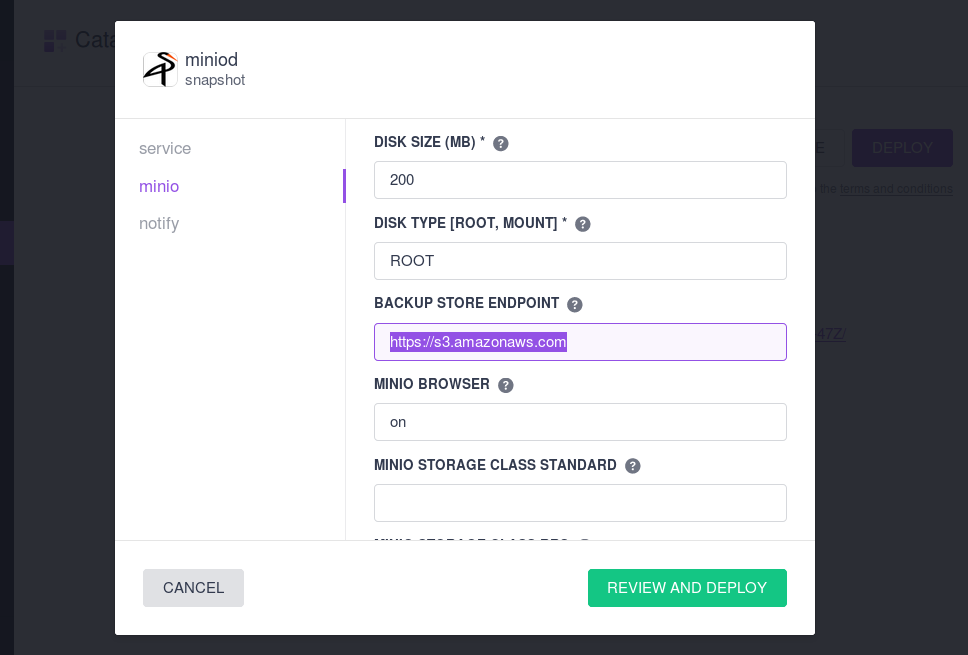 Cata
miniod
snapshot
service
minio
notify
DISK SIZE (MB) *
200
DISK TYPE [ROOT, MOUNT] *
ROOT
BACKUP STORE ENDPOINT
https://s3.amazonaws.com
MINIO BROWSER
on
MINIO STORAGE CLASS STANDARD
CANCEL
REVIEW AND DEPLOY
E
DEPLOY
the terms and conditions
47Z/